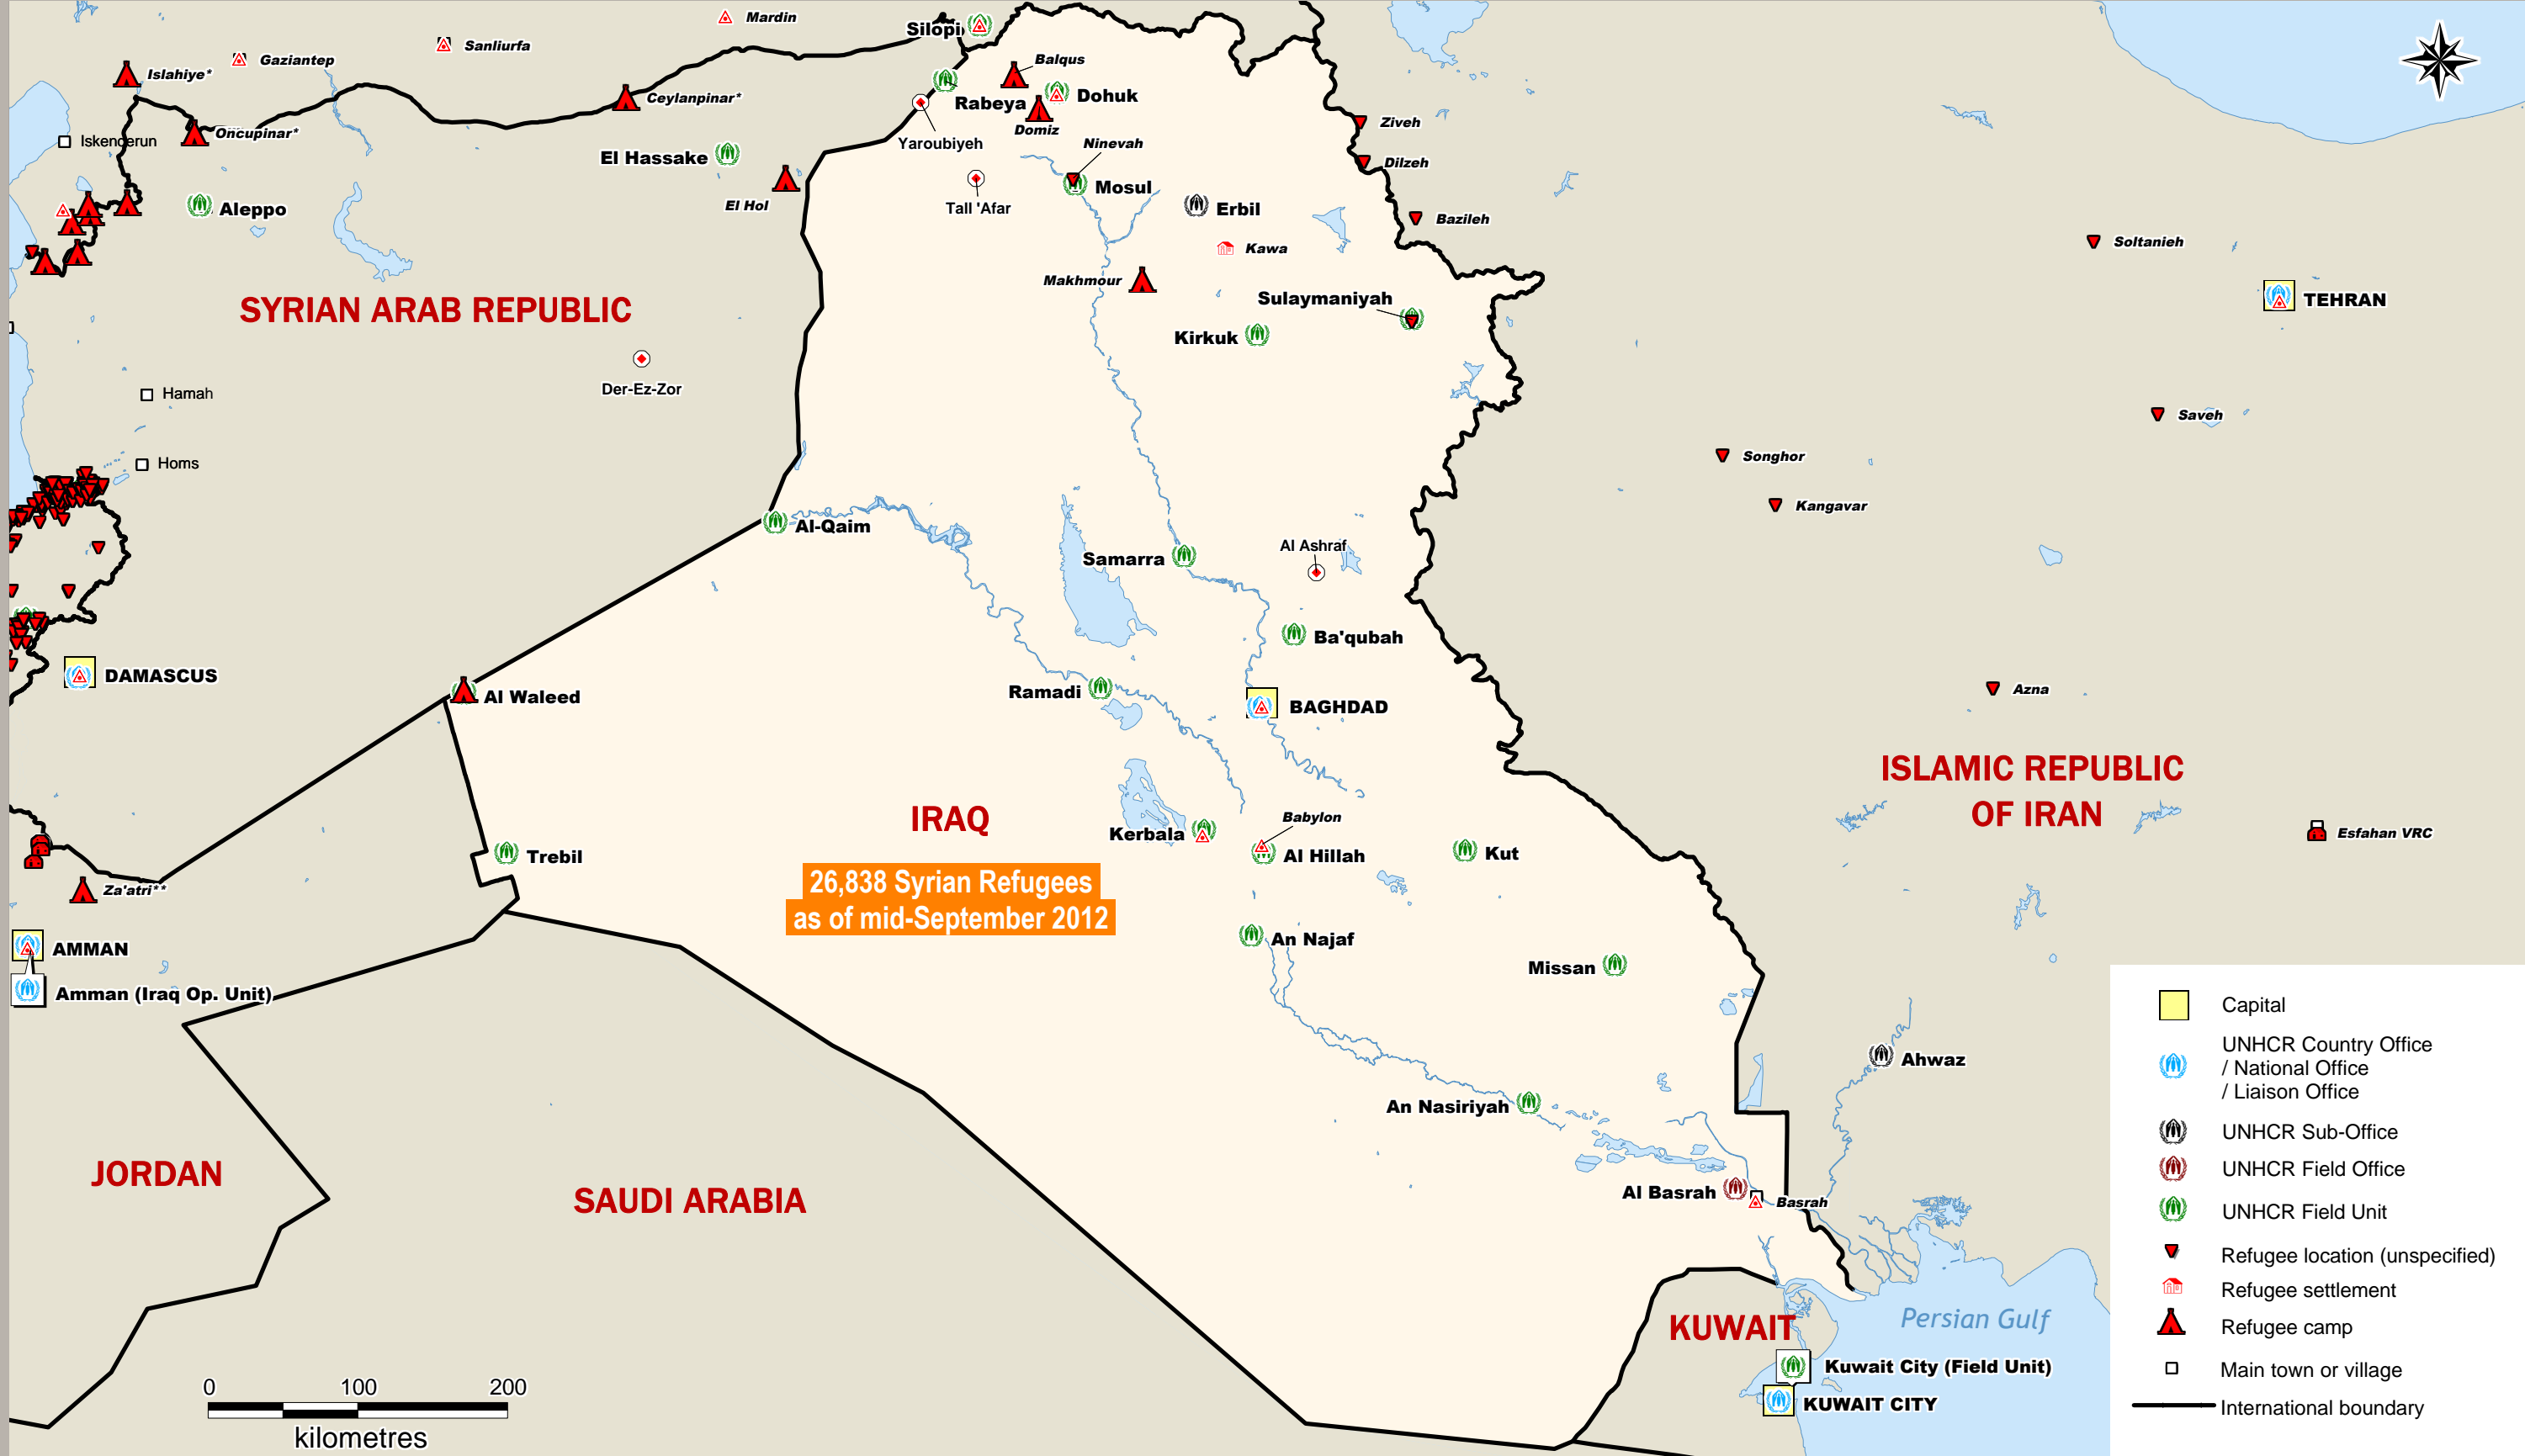 Mardin
Silopi
Sanliurfa
Gaziantep
Islahiye*
Balqus
Ceylanpinar*
Rabeya
Dohuk
Ziveh
Oncupinar*
Domiz
Iskenderun
Yaroubiyeh
Ninevah
El Hassake
Dilzeh
Mosul
El Hol
Tall 'Afar
Erbil
Aleppo
Bazileh
Kawa
Soltanieh
Makhmour
Sulaymaniyah
TEHRAN
SYRIAN ARAB REPUBLIC
Kirkuk
Der-Ez-Zor
Hamah
Saveh
Homs
Songhor
Kangavar
Al-Qaim
Al Ashraf
Samarra
Ba'qubah
DAMASCUS
Al Waleed
Ramadi
BAGHDAD
Azna
ISLAMIC REPUBLIC
OF IRAN
IRAQ
Babylon
Kerbala
Esfahan VRC
Trebil
Al Hillah
Kut
26,838 Syrian Refugees
as of mid-September 2012
Za'atri**
An Najaf
AMMAN
Missan
Amman (Iraq Op. Unit)
Ahwaz
An Nasiriyah
JORDAN
SAUDI ARABIA
Al Basrah
Basrah
Persian Gulf
KUWAIT
Kuwait City (Field Unit)
KUWAIT CITY
0 100 200
kilometres
Capital
UNHCR Country Office
/ National Office
/ Liaison Office
UNHCR Sub-Office
UNHCR Field Office
UNHCR Field Unit
Refugee location (unspecified)
Refugee settlement
Refugee camp
Main town or village
International boundary